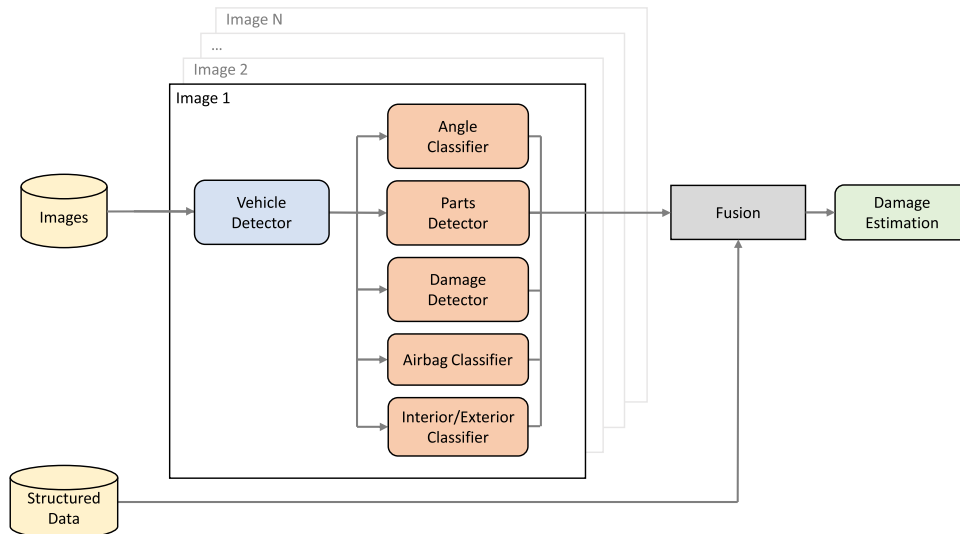 Image N
...
Image 2
Image 1
Angle
Classifier
Images
Vehicle
Detector
Parts
Detector
Fusion
Damage
Estimation
Damage
Detector
Airbag Classifier
Interior/Exterior
Classifier
Structured
Data